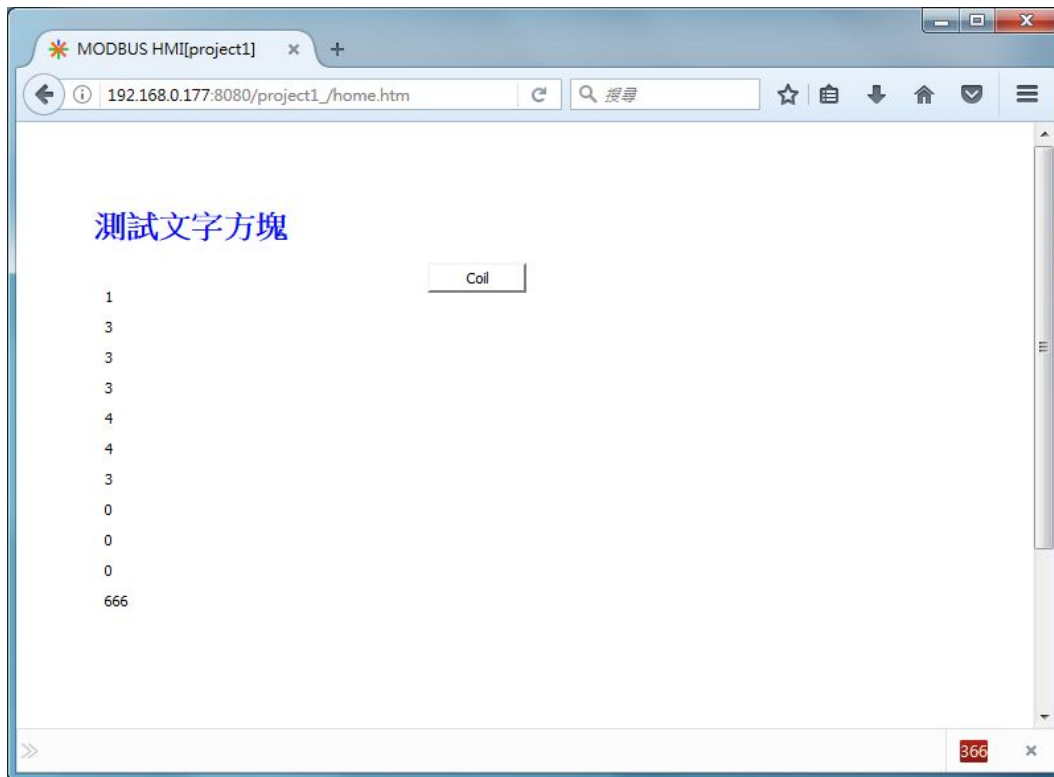 MODBUS HMI[project1]
192.168.0.177:8080/project1_/home.htm
搜尋
測試文字方塊
Coil
1
3
3
3
4
4
3
0
0
0
666
366